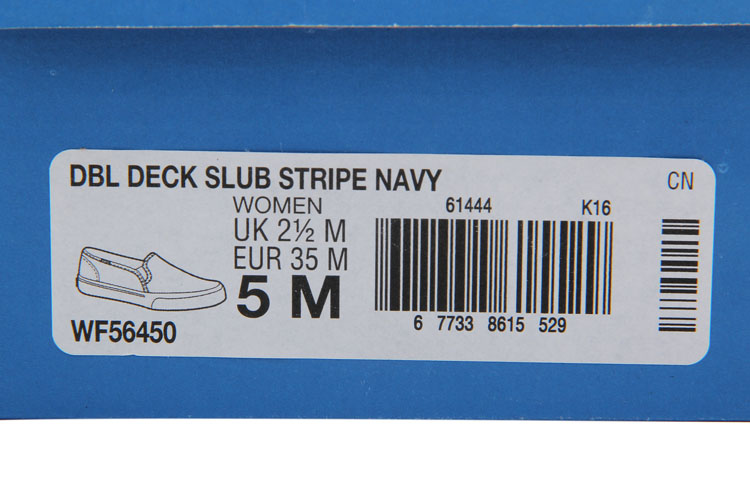 DBL DECK SLUB STRIPE NAVY
CN
WOMEN
UK 2½ M
EUR 35 M
5 M
WF56450
61444 K16
6 7733 8615 529